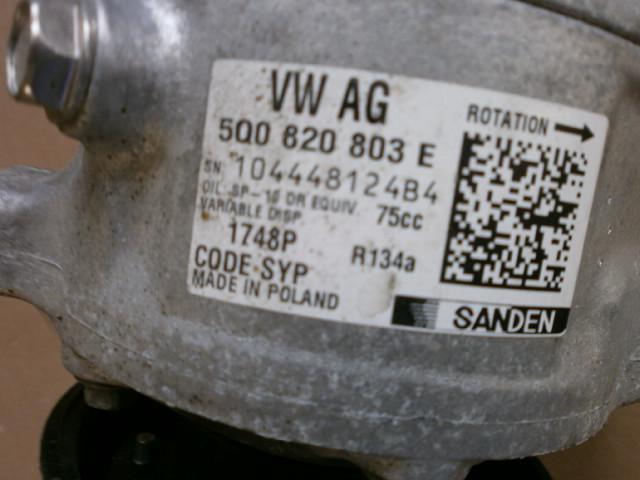 VW AG
ROTATION
5Q0 820 803 E
SN 104448124B4
OIL SP-10 OR EQUIV. 75cc
VARIABLE DISP.
1748P
R134a
CODE SYP
MADE IN POLAND
SANDEN